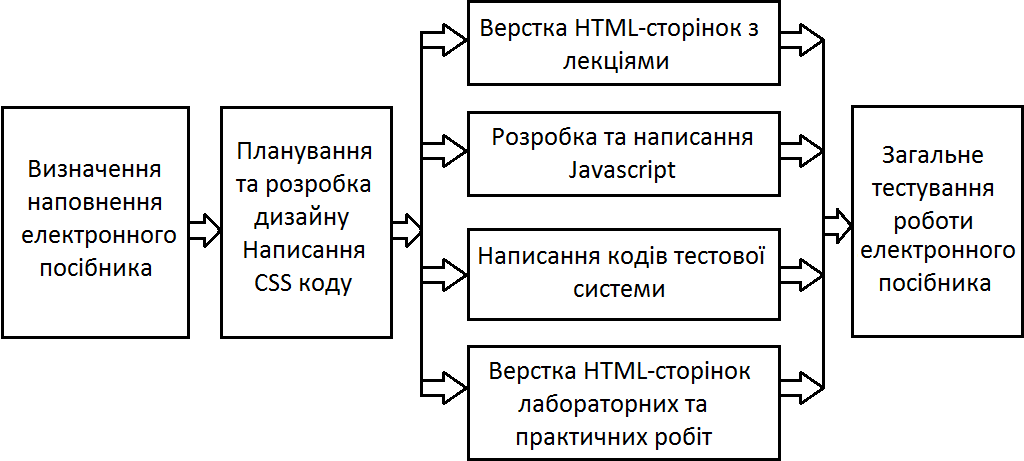 Визначення
наповнення
електронного
посібника
Планування
та розробка
дизайну
Написання
CSS коду
Верстка HTML-сторінок з
лекціями
Розробка та написання
Javascript
Написання кодів тестової
системи
Верстка HTML-сторінок
лабораторних та
практичних робіт
Загальне
тестування
роботи
електронного
посібника